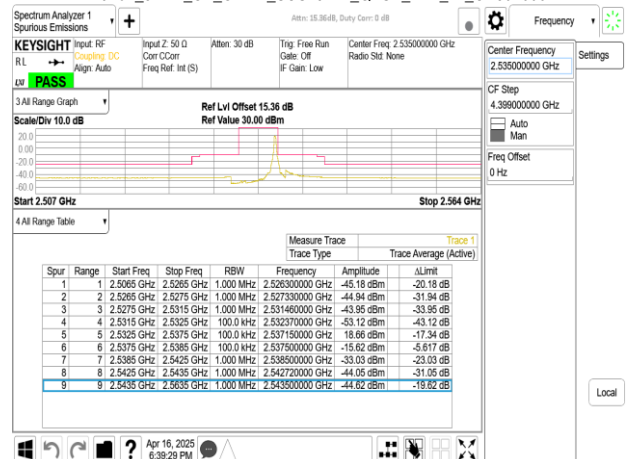 Spectrum Analyzer 1
Spurious Emissions
Attn: 15.36dB, Duty Corr: 0 dB
Frequency
KEYSIGHT
Input: RF
Coupling: DC
Align: Auto
Input Z: 50 Ω
Corr CCorr
Freq Ref: Int (S)
Atten: 30 dB
Trig: Free Run
Gate: Off
IF Gain: Low
Center Freq: 2.535000000 GHz
Radio Std: None
RL
LXI
PASS
Center Frequency
2.535000000 GHz
Settings
CF Step
4.399000000 GHz
Auto
Man
Freq Offset
0 Hz
3 All Range Graph
Scale/Div 10.0 dB
Ref Lvl Offset 15.36 dB
Ref Value 30.00 dBm
20.0
0.00
-20.0
-40.0
-60.0
Start 2.507 GHz
Stop 2.564 GHz
4 All Range Table
Measure Trace Trace 1
Trace Type Trace Average (Active)
Spur Range Start Freq Stop Freq RBW Frequency Amplitude ΔLimit
1 1 2.5065 GHz 2.5265 GHz 1.000 MHz 2.526300000 GHz -45.18 dBm -20.18 dB
2 2 2.5265 GHz 2.5275 GHz 1.000 MHz 2.527330000 GHz -44.94 dBm -31.94 dB
3 3 2.5275 GHz 2.5315 GHz 1.000 MHz 2.531460000 GHz -43.95 dBm -33.95 dB
4 4 2.5315 GHz 2.5325 GHz 100.0 kHz 2.532370000 GHz -53.12 dBm -43.12 dB
5 5 2.5325 GHz 2.5375 GHz 100.0 kHz 2.537150000 GHz 18.66 dBm -17.34 dB
6 6 2.5375 GHz 2.5385 GHz 100.0 kHz 2.537500000 GHz -15.62 dBm -5.617 dB
7 7 2.5385 GHz 2.5425 GHz 1.000 MHz 2.538500000 GHz -33.03 dBm -23.03 dB
8 8 2.5425 GHz 2.5435 GHz 1.000 MHz 2.542720000 GHz -44.05 dBm -31.05 dB
9 9 2.5435 GHz 2.5635 GHz 1.000 MHz 2.543500000 GHz -44.62 dBm -19.62 dB
Local
?
Apr 16, 2025
6:39:29 PM